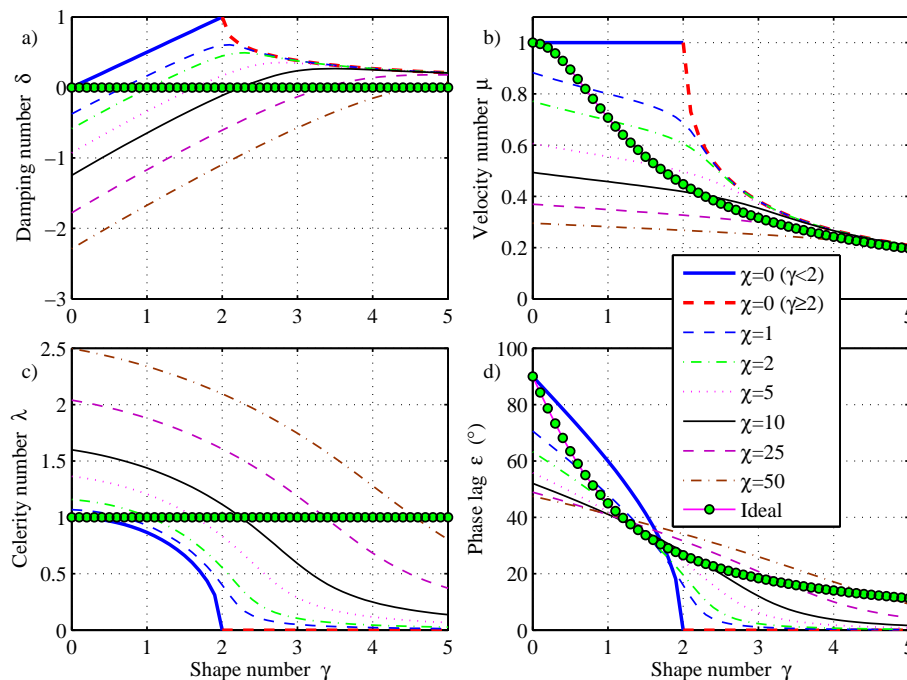 a)
Damping number δ
1
0
−1
−2
−3
0 1 2 3 4 5
b)
Velocity number μ
1
0.8
0.6
0.4
0.2
0
0 1 2 5
c)
Celerity number λ
2.5
2
1.5
1
0.5
0
0 1 2 3 4 5
Shape number γ
d)
Phase lag ε (°)
100
80
60
40
20
0
0 1 2 3 4 5
Shape number γ
χ=0 (γ<2)
χ=0 (γ≥2)
χ=1
χ=2
χ=5
χ=10
χ=25
χ=50
Ideal